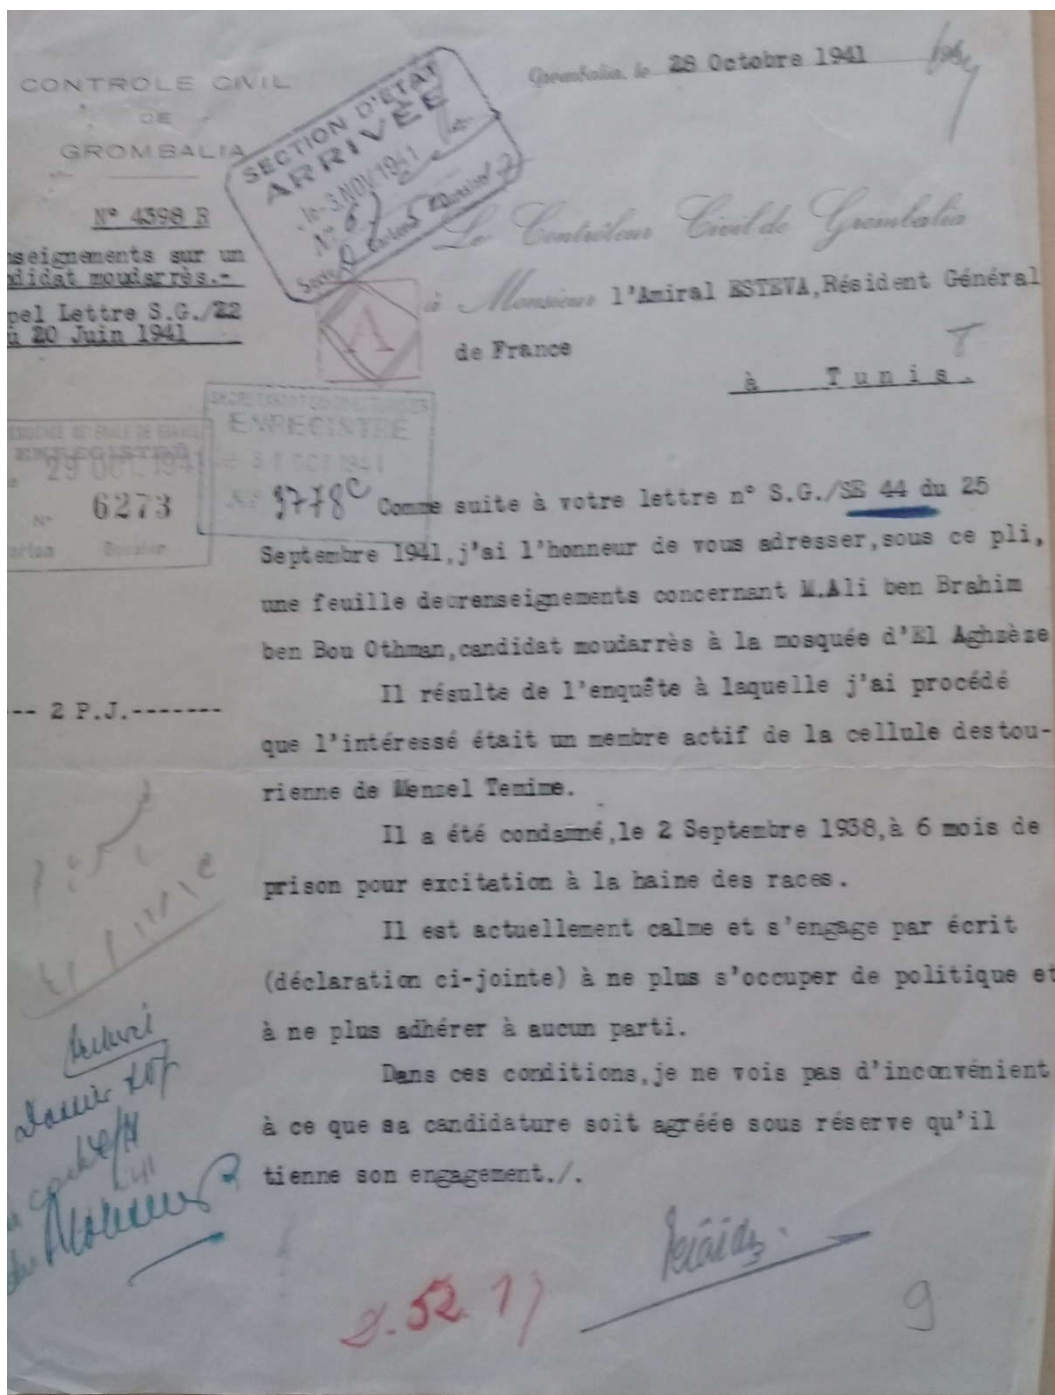 CONTROLE CIVIL
DE
GROMBALIA
N° 4398 R
nseignements sur un
ndidat moudarrès.-
pel Lettre S.G./22
u 20 Juin 1941
SECTION D'ETAT
ARRIVÉE
le - 3 NOV 1941
Grombalia, le 28 Octobre 1941
Le Contrôleur Civil de Grombalia
à Monsieur l'Amiral ESTEVA,Résident Général
de France
à Tunis.
A
ENREGISTRÉ
29 OCT 1941
N° 6273
Dossier
ENREGISTRE
31 OCT 1941
N° 9778 C
Comme suite à votre lettre n° S.G./SE 44 du 25
Septembre 1941,j'ai l'honneur de vous adresser,sous ce pli,
une feuille de renseignements concernant M.Ali ben Brahim
ben Bou Othman,candidat moudarrès à la mosquée d'El Aghzèze
Il résulte de l'enquête à laquelle j'ai procédé
-- 2 P.J.-------
que l'intéressé était un membre actif de la cellule destou-
rienne de Menzel Temime.
Il a été condamné,le 2 Septembre 1938,à 6 mois de
prison pour excitation à la haine des races.
Il est actuellement calme et s'engage par écrit
(déclaration ci-jointe) à ne plus s'occuper de politique et
à ne plus adhérer à aucun parti.
Dans ces conditions,je ne vois pas d'inconvénient
à ce que sa candidature soit agréée sous réserve qu'il
tienne son engagement./.
9